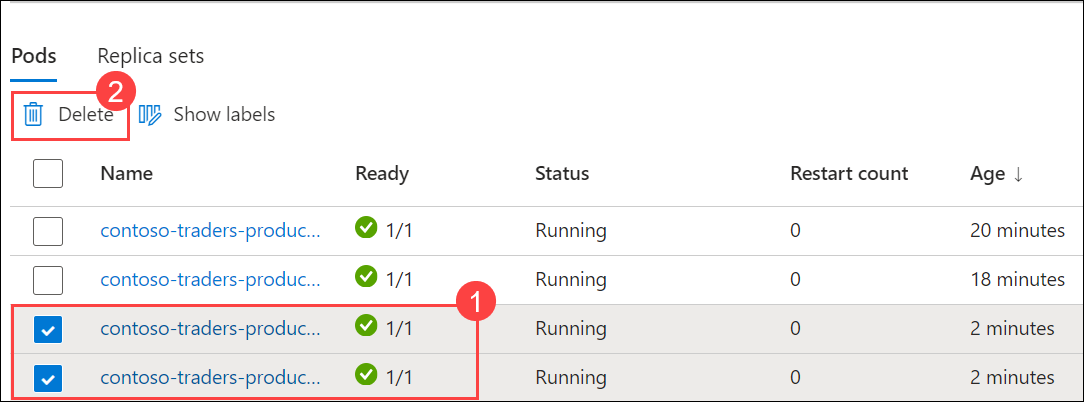 Pods Replica sets
2
Delete Show labels
Name Ready Status Restart count Age ↓
contoso-traders-produc... 1/1 Running 0 20 minutes
contoso-traders-produc... 1/1 Running 0 18 minutes
1
contoso-traders-produc... 1/1 Running 0 2 minutes
contoso-traders-produc... 1/1 Running 0 2 minutes